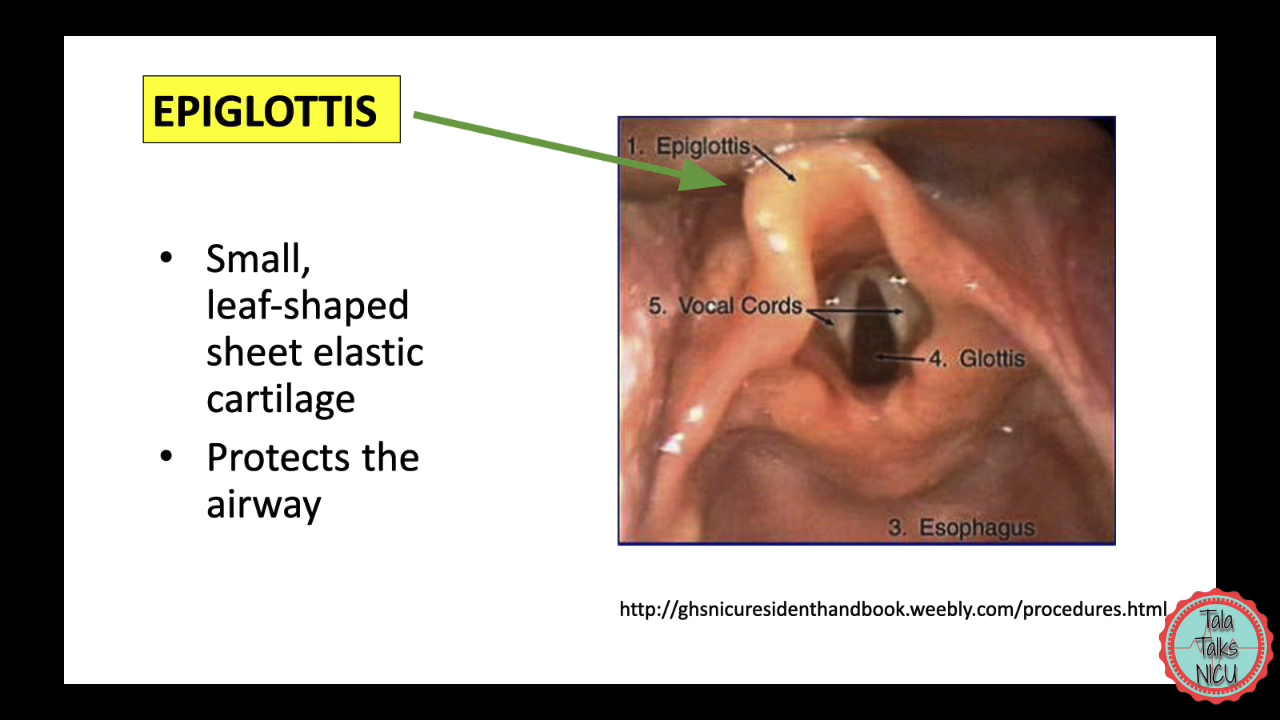 EPIGLOTTIS
• Small,
leaf-shaped
sheet elastic
cartilage
• Protects the
airway
1. Epiglottis
5. Vocal Cords
4. Glottis
3. Esophagus
http://ghsnicuresidenthandbook.weebly.com/procedures.html
Tala
Talks
NICU